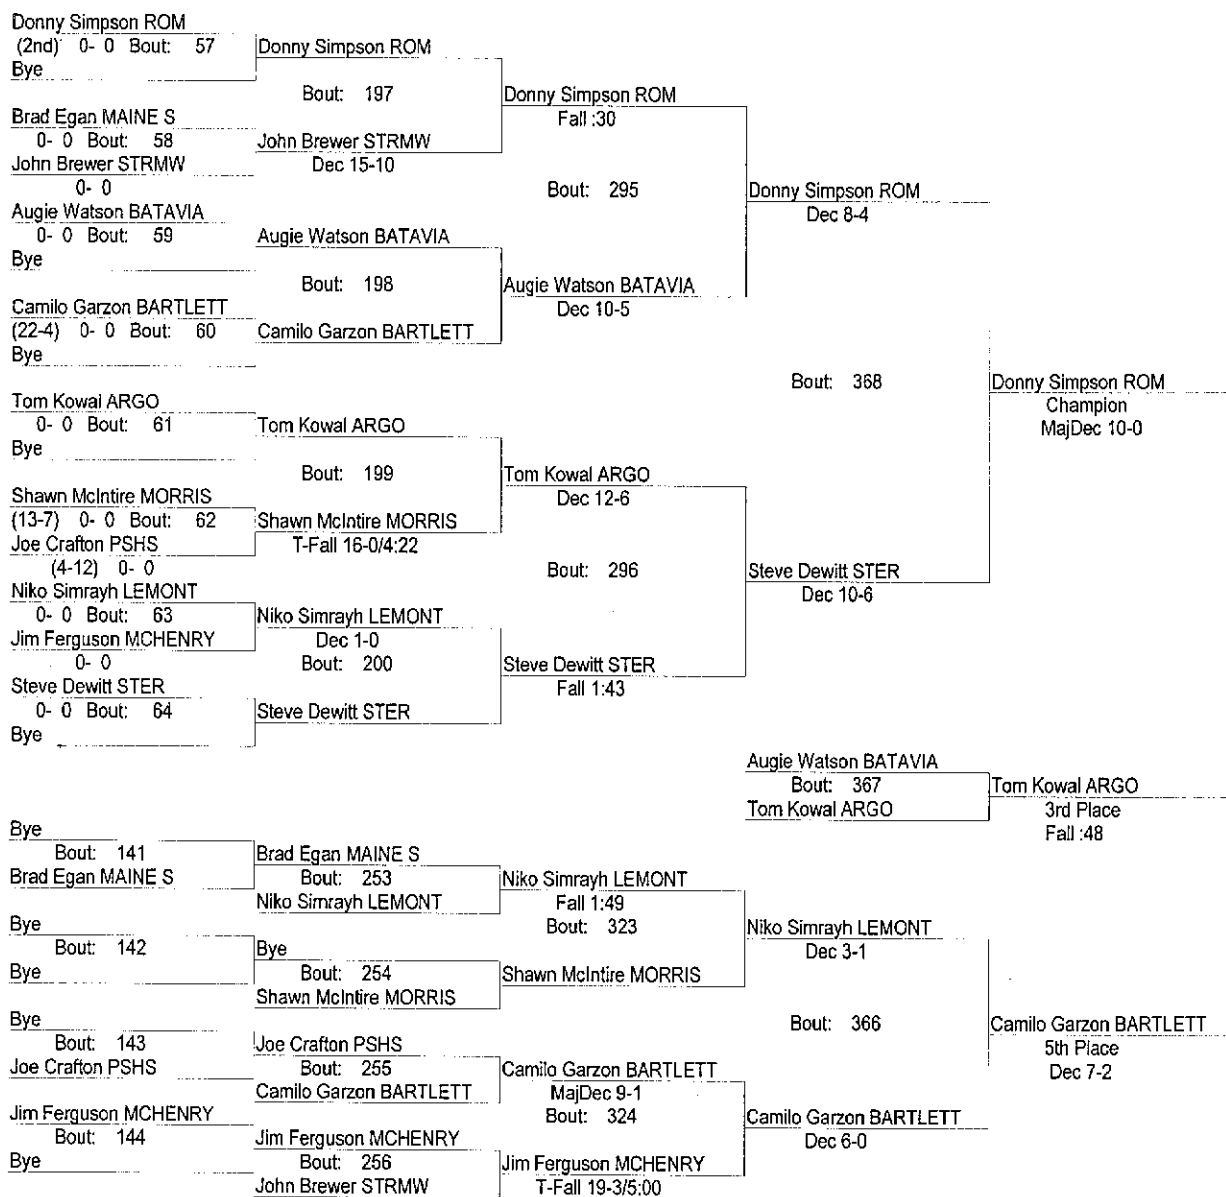 Donny Simpson ROM
(2nd) 0- 0 Bout: 57
Bye
Brad Egan MAINE S
0- 0 Bout: 58
John Brewer STRMW
0- 0
Augie Watson BATAVIA
0- 0 Bout: 59
Bye
Camilo Garzon BARTLETT
(22-4) 0- 0 Bout: 60
Bye
Tom Kowal ARGO
0- 0 Bout: 61
Bye
Shawn McIntire MORRIS
(13-7) 0- 0 Bout: 62
Joe Crafton PSHS
(4-12) 0- 0
Niko Simrayh LEMONT
0- 0 Bout: 63
Jim Ferguson MCHENRY
0- 0
Steve Dewitt STER
0- 0 Bout: 64
Bye
Donny Simpson ROM
Bout: 197
John Brewer STRMW
Dec 15-10
Augie Watson BATAVIA
Bout: 198
Camilo Garzon BARTLETT
Tom Kowal ARGO
Bout: 199
Shawn McIntire MORRIS
T-Fall 16-0/4:22
Niko Simrayh LEMONT
Dec 1-0
Bout: 200
Steve Dewitt STER
Donny Simpson ROM
Fall :30
Bout: 295
Augie Watson BATAVIA
Dec 10-5
Tom Kowal ARGO
Dec 12-6
Bout: 296
Steve Dewitt STER
Fall 1:43
Donny Simpson ROM
Dec 8-4
Bout: 368
Steve Dewitt STER
Dec 10-6
Donny Simpson ROM
Champion
MajDec 10-0
Augie Watson BATAVIA
Bout: 367
Tom Kowal ARGO
Tom Kowal ARGO
3rd Place
Fall :48
Bye
Bout: 141
Brad Egan MAINE S
Bye
Bout: 142
Bye
Bye
Bout: 143
Joe Crafton PSHS
Jim Ferguson MCHENRY
Bout: 144
Bye
Brad Egan MAINE S
Bout: 253
Niko Simrayh LEMONT
Bye
Bout: 254
Shawn McIntire MORRIS
Joe Crafton PSHS
Bout: 255
Camilo Garzon BARTLETT
Jim Ferguson MCHENRY
Bout: 256
John Brewer STRMW
Niko Simrayh LEMONT
Fall 1:49
Bout: 323
Shawn McIntire MORRIS
Camilo Garzon BARTLETT
MajDec 9-1
Bout: 324
Jim Ferguson MCHENRY
T-Fall 19-3/5:00
Niko Simrayh LEMONT
Dec 3-1
Bout: 366
Camilo Garzon BARTLETT
Dec 6-0
Camilo Garzon BARTLETT
5th Place
Dec 7-2